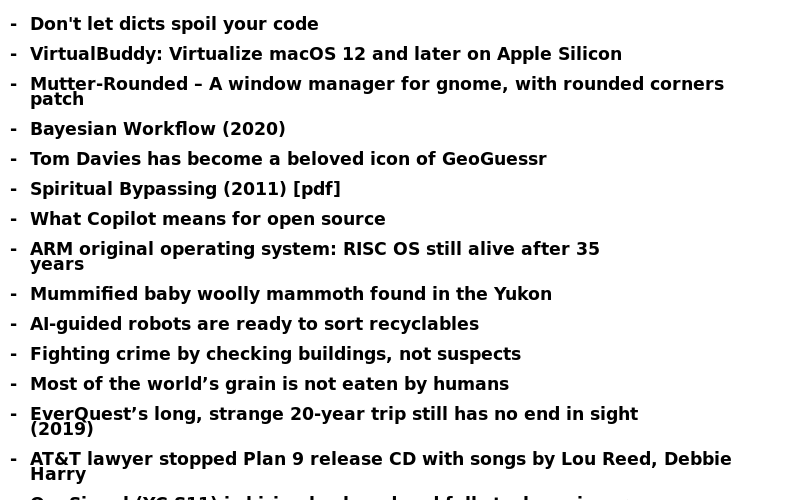 - Don't let dicts spoil your code
- VirtualBuddy: Virtualize macOS 12 and later on Apple Silicon
- Mutter-Rounded – A window manager for gnome, with rounded corners
patch
- Bayesian Workflow (2020)
- Tom Davies has become a beloved icon of GeoGuessr
- Spiritual Bypassing (2011) [pdf]
- What Copilot means for open source
- ARM original operating system: RISC OS still alive after 35
years
- Mummified baby woolly mammoth found in the Yukon
- AI-guided robots are ready to sort recyclables
- Fighting crime by checking buildings, not suspects
- Most of the world’s grain is not eaten by humans
- EverQuest’s long, strange 20-year trip still has no end in sight
(2019)
- AT&T lawyer stopped Plan 9 release CD with songs by Lou Reed, Debbie
Harry